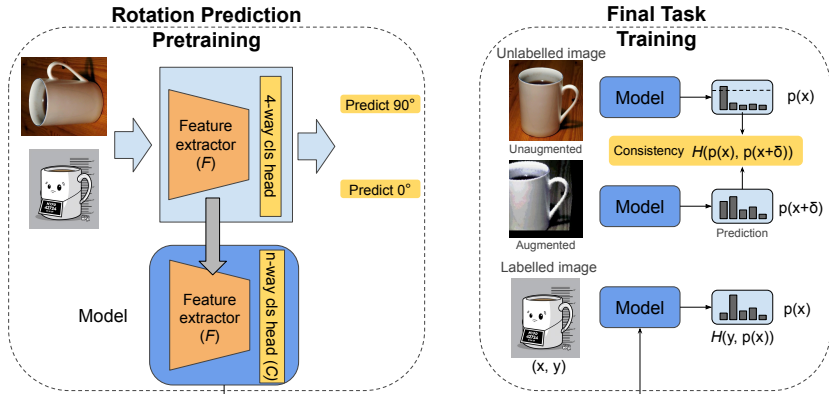 Rotation Prediction
Pretraining
Feature
extractor
(F)
4-way cls head
Predict 90°
Predict 0°
Model
Feature
extractor
(F)
n-way cls head (C)
Final Task
Training
Unlabelled image
Unaugmented
Model
p(x)
Consistency H(p(x), p(x+δ))
Augmented
Model
p(x+δ)
Prediction
Labelled image
Model
p(x)
H(y, p(x))
(x, y)